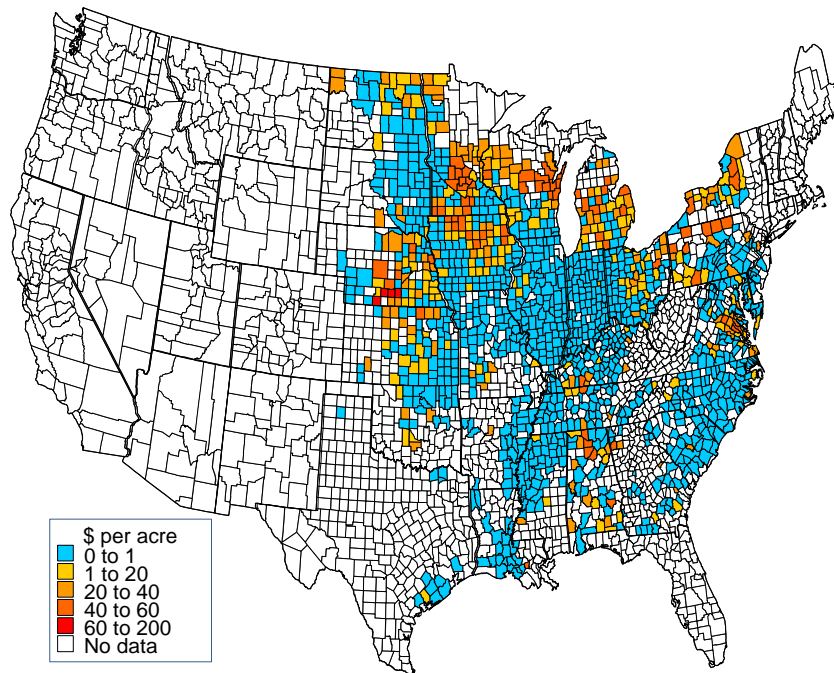 $ per acre
0 to 1
1 to 20
20 to 40
40 to 60
60 to 200
No data